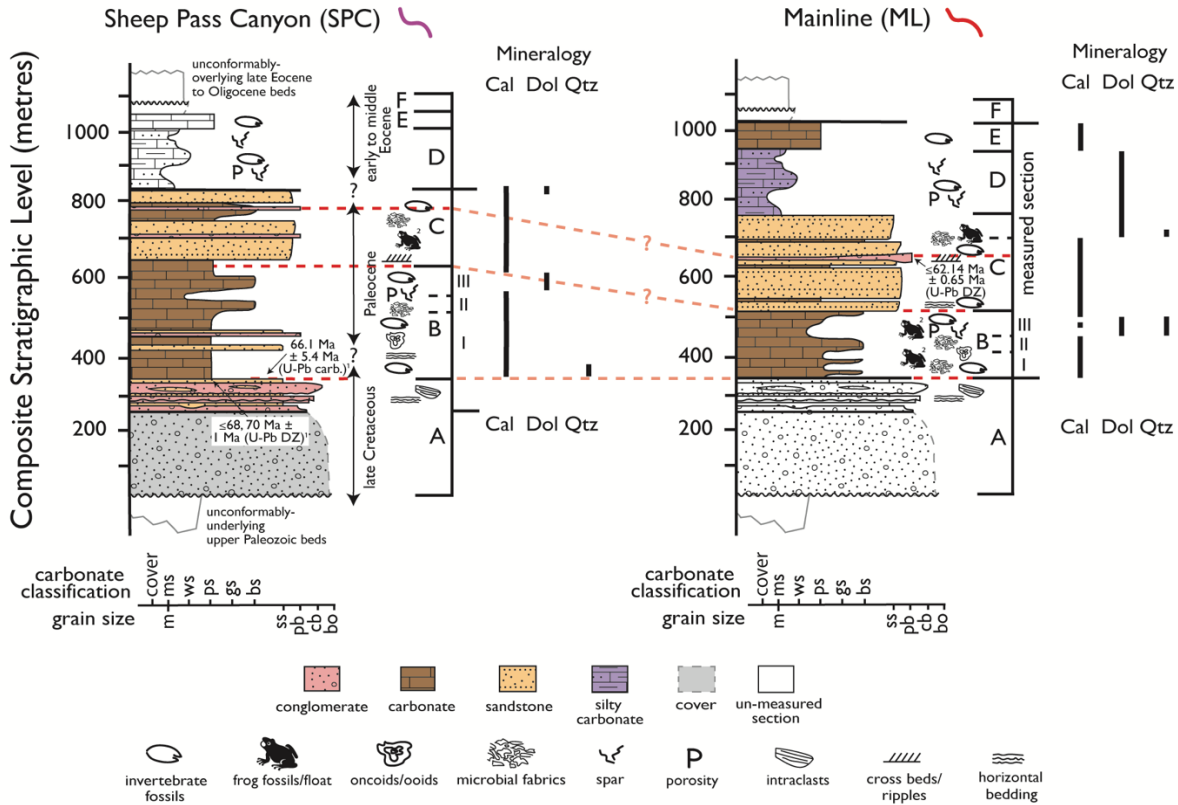 Sheep Pass Canyon (SPC)
Mainline (ML)
Composite Stratigraphic Level (metres)
Mineralogy
Cal Dol Qtz
unconformably-
overlying late Eocene
to Oligocene beds
1000
800
600
400
200
early to middle
Eocene
?
Paleocene
?
late Cretaceous
F
E
D
C
B
A
III
II
I
P
2
P
66.1 Ma
± 5.4 Ma
(U-Pb carb.)¹
≤68, 70 Ma ±
1 Ma (U-Pb DZ)¹
unconformably-
underlying
upper Paleozoic beds
?
?
Mineralogy
Cal Dol Qtz
1000
800
600
400
200
P
2
≤62.14 Ma
± 0.65 Ma
(U-Pb DZ)
2
P
2
F
E
D
C
B
A
III
II
I
measured section
Cal Dol Qtz
Cal Dol Qtz
carbonate
classification
cover
ms
ws
ps
gs
bs
grain size
m
ss
pb
cb
bo
carbonate
classification
cover
ms
ws
ps
gs
bs
grain size
m
ss
pb
cb
bo
conglomerate
carbonate
sandstone
silty
carbonate
cover
un-measured
section
P
invertebrate
fossils
frog fossils/float
oncoids/ooids
microbial fabrics
spar
porosity
intraclasts
cross beds/
ripples
horizontal
bedding